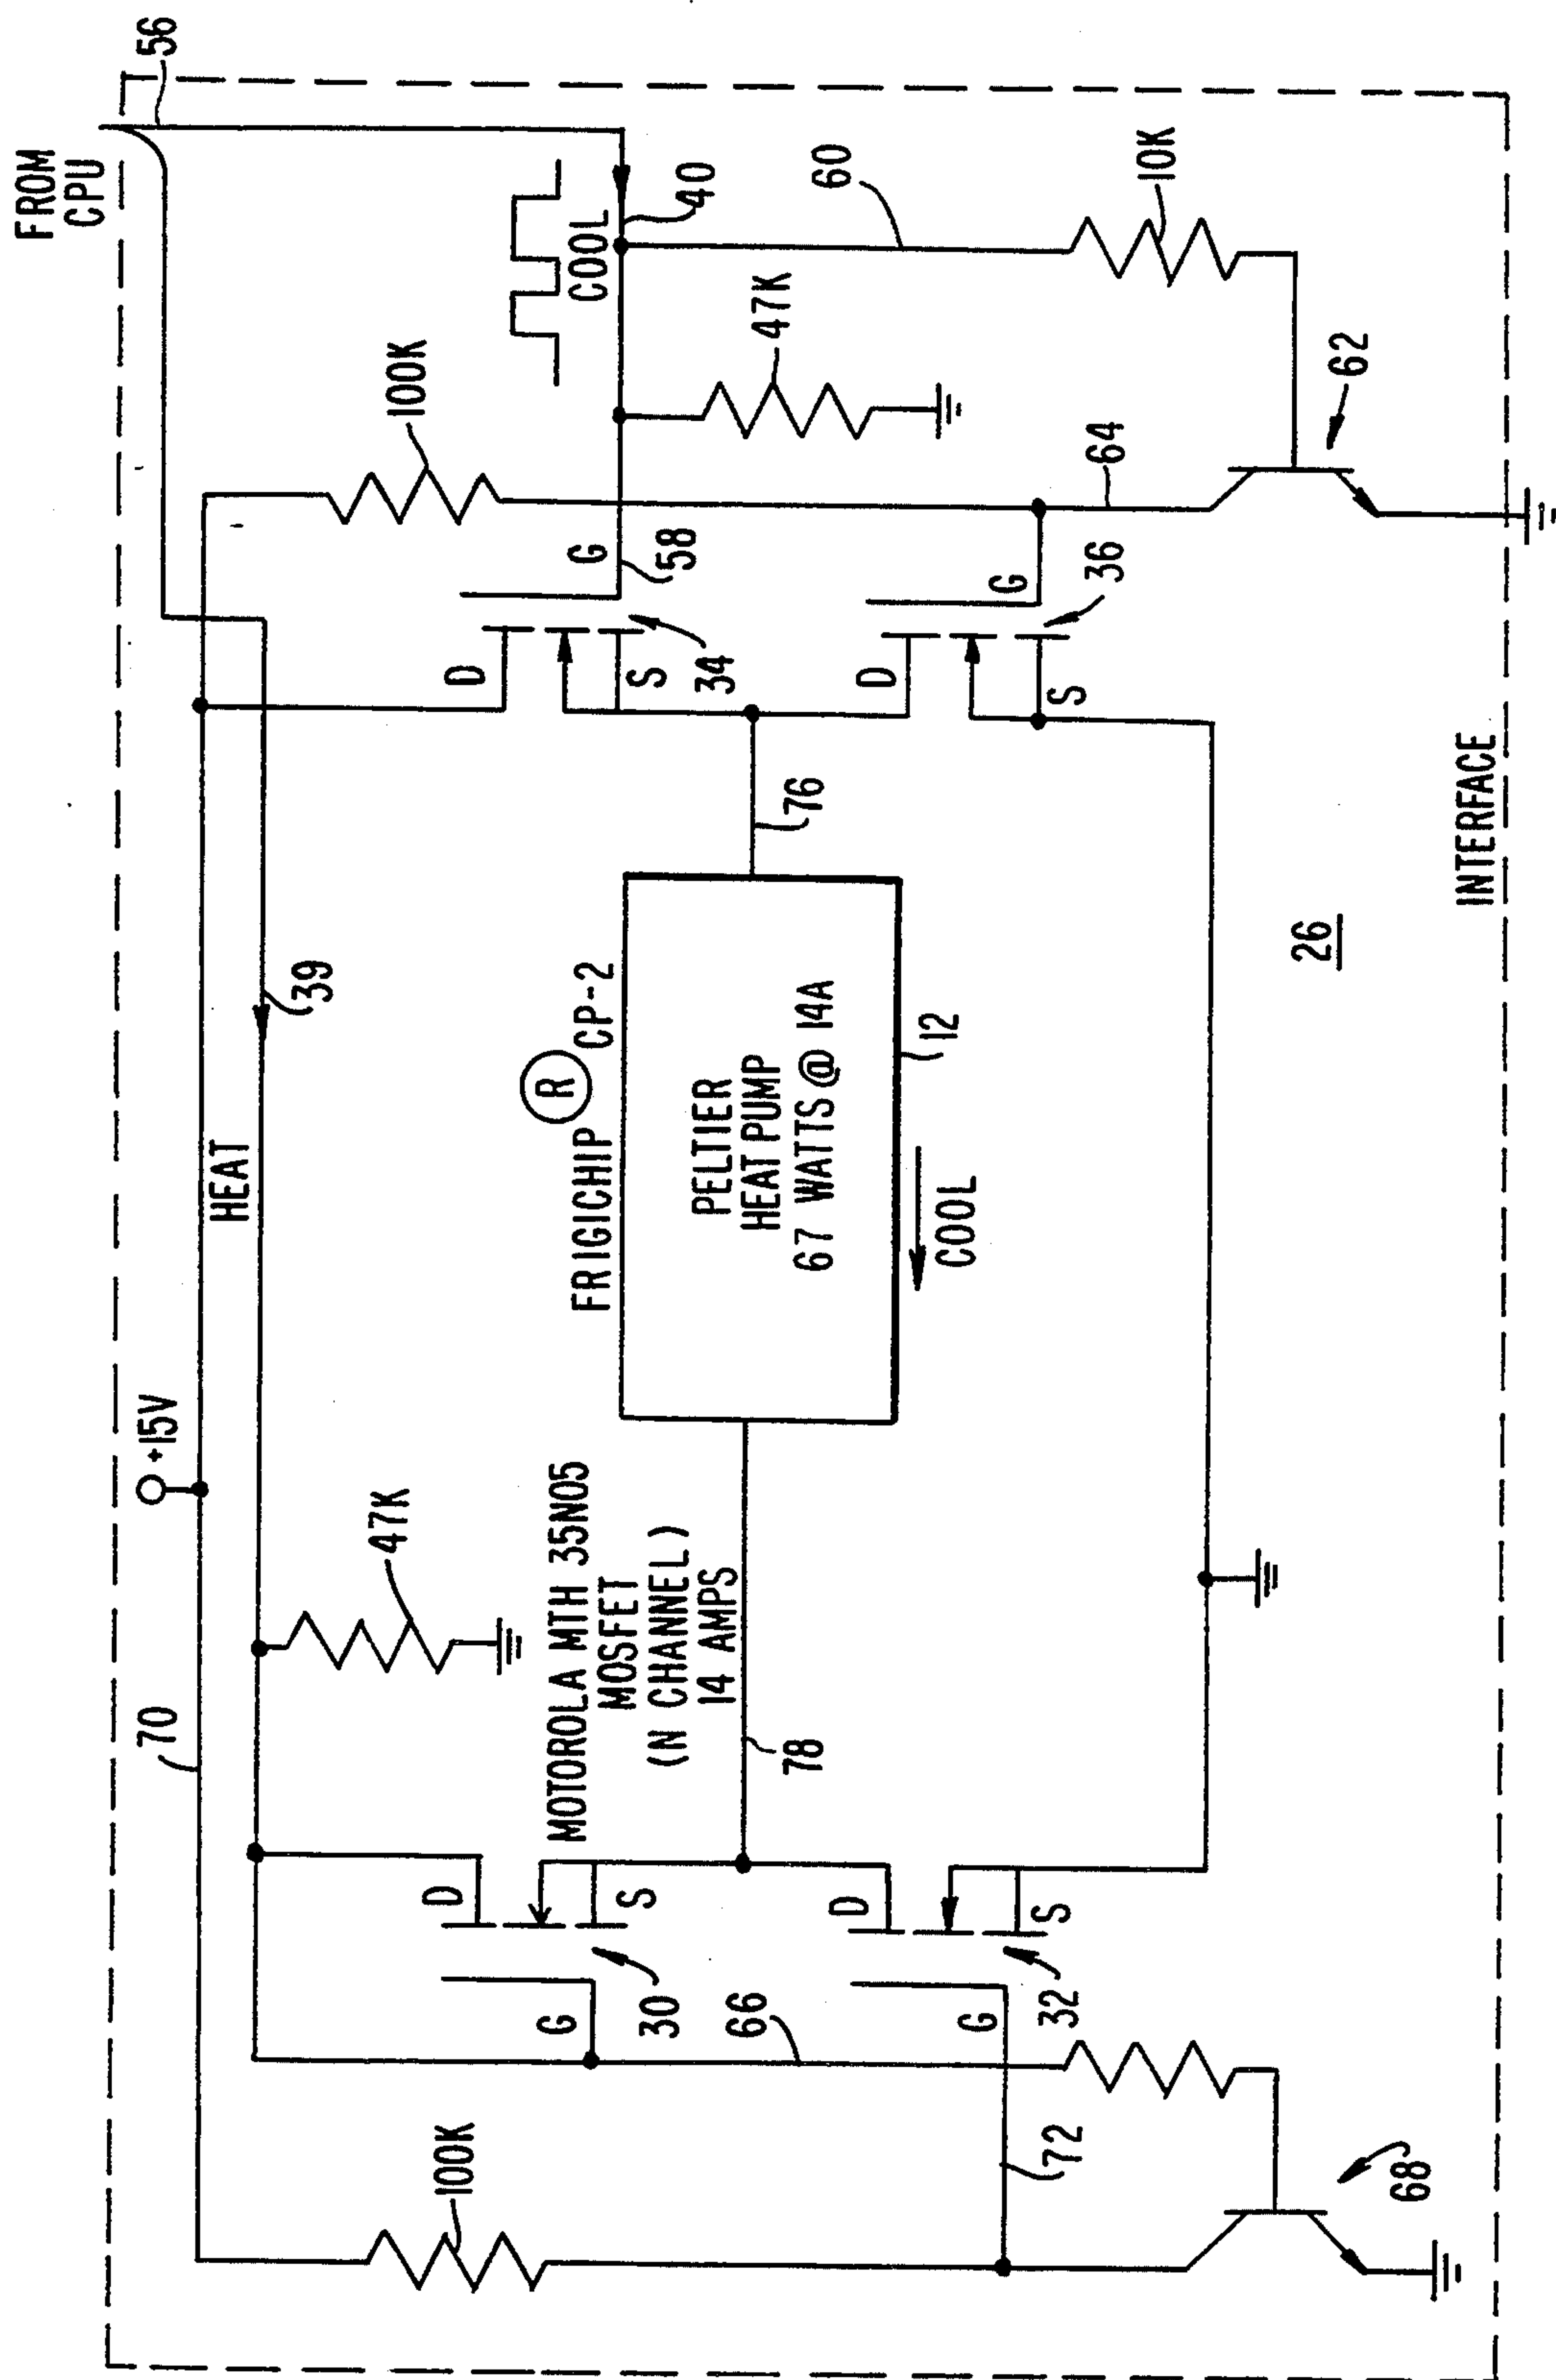 FROM
CPU
56
+15V
70
HEAT
39
COOL
40
60
10K
47K
100K
58
G
D
S
34
G
D
S
36
64
62
76
FRIGICHIP ® CP-2
PELTIER
HEAT PUMP
67 WATTS @ 14A
12
COOL
47K
MOTOROLA MTH 35N05
MOSFET
(N CHANNEL)
14 AMPS
78
D
S
G
30
66
D
S
G
32
72
100K
68
26
INTERFACE